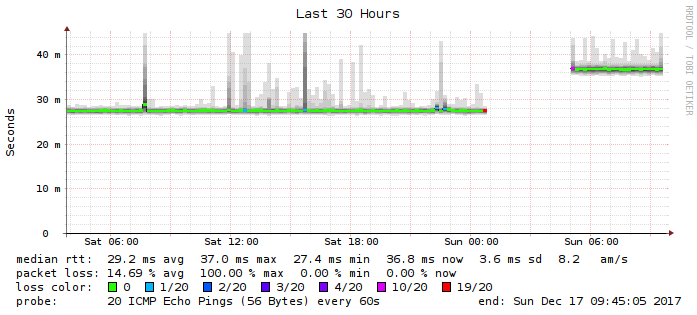 Last 30 Hours
RRDTOOL / TOBI OETIKER
Seconds
40 m
30 m
20 m
10 m
0
Sat 06:00 Sat 12:00 Sat 18:00 Sun 00:00 Sun 06:00
median rtt: 29.2 ms avg 37.0 ms max 27.4 ms min 36.8 ms now 3.6 ms sd 8.2 am/s
packet loss: 14.69 % avg 100.00 % max 0.00 % min 0.00 % now
loss color: 0 1/20 2/20 3/20 4/20 10/20 19/20
probe: 20 ICMP Echo Pings (56 Bytes) every 60s end: Sun Dec 17 09:45:05 2017